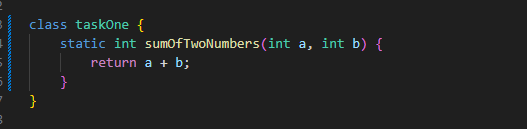 class taskOne {
    static int sumOfTwoNumbers(int a, int b) {
        return a + b;
    }
}